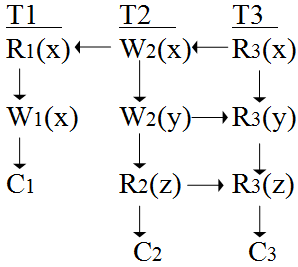 T1 T2 T3
R1(x) W2(x) R3(x)
W1(x) W2(y) R3(y)
C1 R2(z) R3(z)
C2 C3